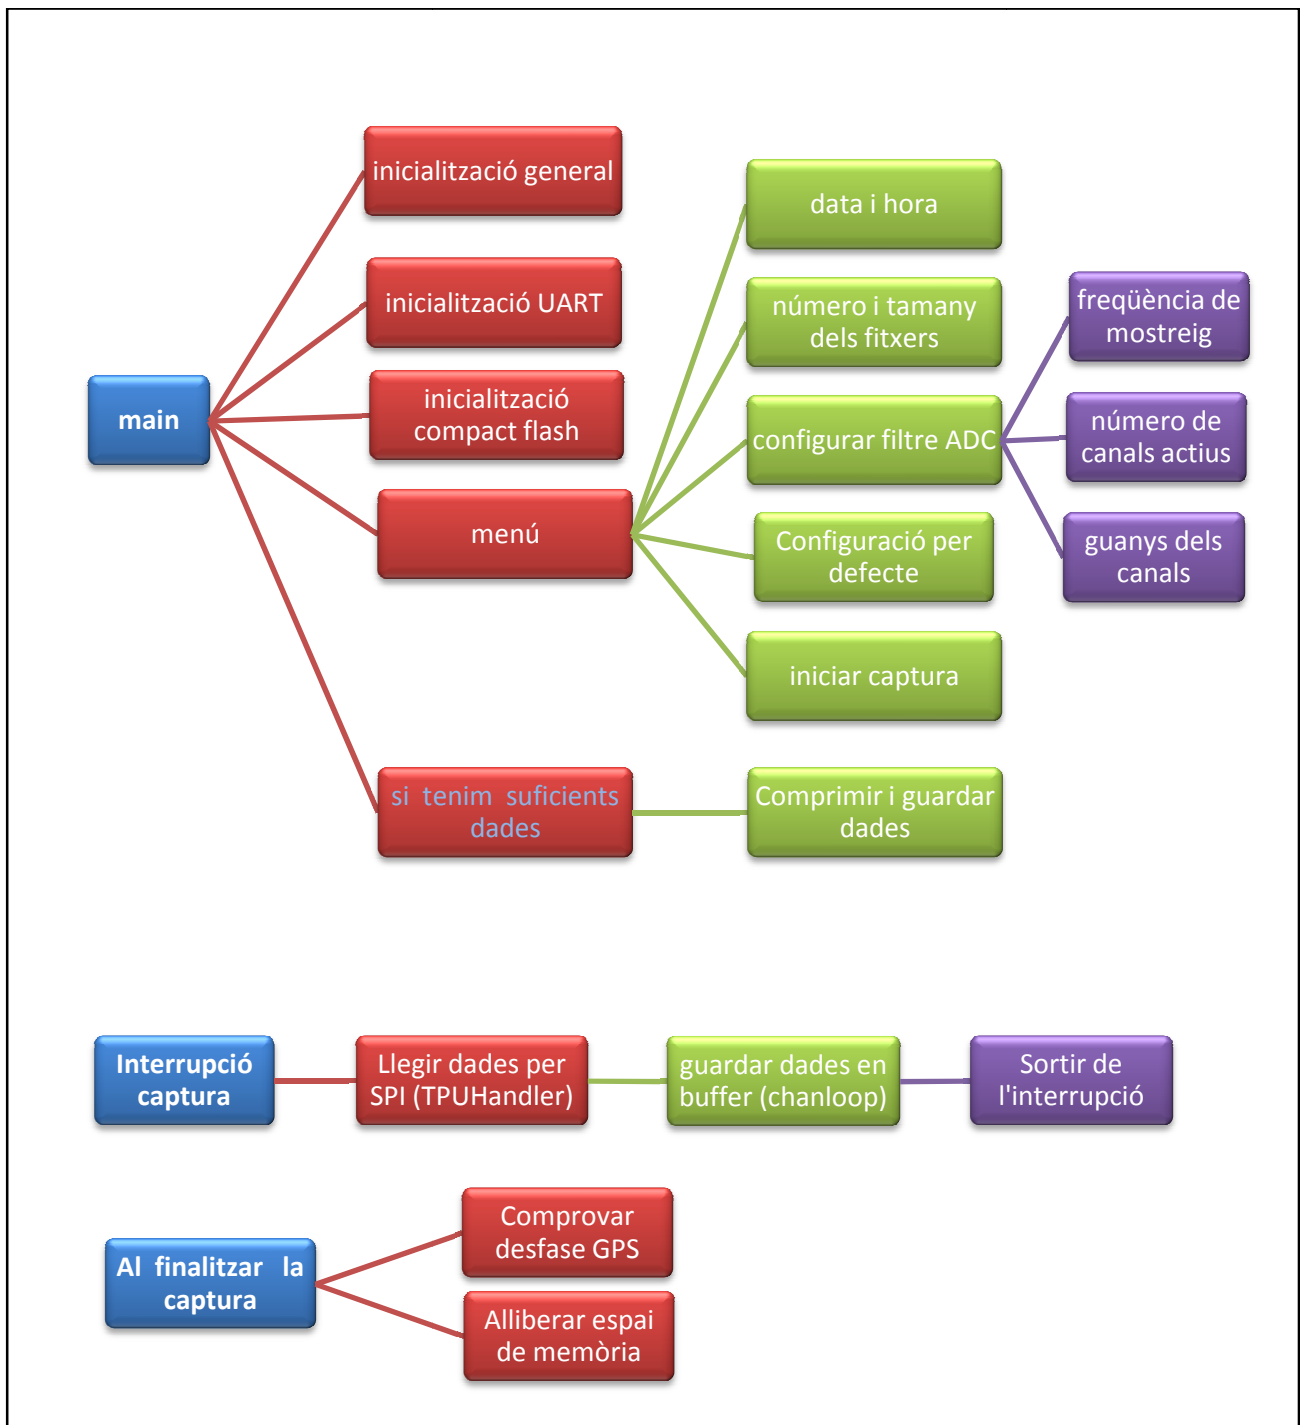 inicialització general
inicialització UART
main
inicialització
compact flash
menú
si tenim suficients
dades
data i hora
número i tamany
dels fitxers
configurar filtre ADC
Configuració per
defecte
iniciar captura
Comprimir i guardar
dades
freqüència de
mostreig
número de
canals actius
guanys dels
canals
Interrupció
captura
Llegir dades per
SPI (TPUHandler)
guardar dades en
buffer (chanloop)
Sortir de
l'interrupció
Al finalitzar la
captura
Comprovar
desfase GPS
Alliberar espai
de memòria